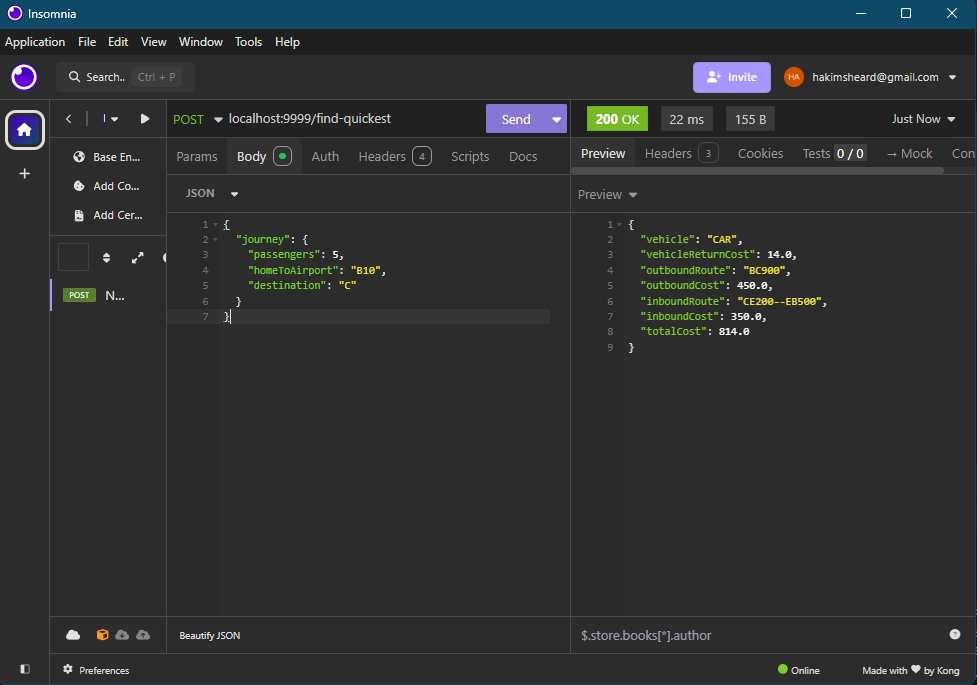 Insomnia
Application File Edit View Window Tools Help
Search.. Ctrl + P
Invite
HA
hakimsheard@gmail.com
POST localhost:9999/find-quickest
Send
200 OK
22 ms
155 B
Just Now
Base En...
Add Co...
Add Cer...
POST N...
Params Body Auth Headers 4 Scripts Docs
JSON
1 {
2 "journey": {
3 "passengers": 5,
4 "homeToAirport": "B10",
5 "destination": "C"
6 }
7 }
Beautify JSON
Preview Headers 3 Cookies Tests 0 / 0 → Mock Con
Preview
1 {
2 "vehicle": "CAR",
3 "vehicleReturnCost": 14.0,
4 "outboundRoute": "BC900",
5 "outboundCost": 450.0,
6 "inboundRoute": "CE200--EB500",
7 "inboundCost": 350.0,
8 "totalCost": 814.0
9 }
$.store.books[*].author
?
Preferences
Online
Made with ♥ by Kong